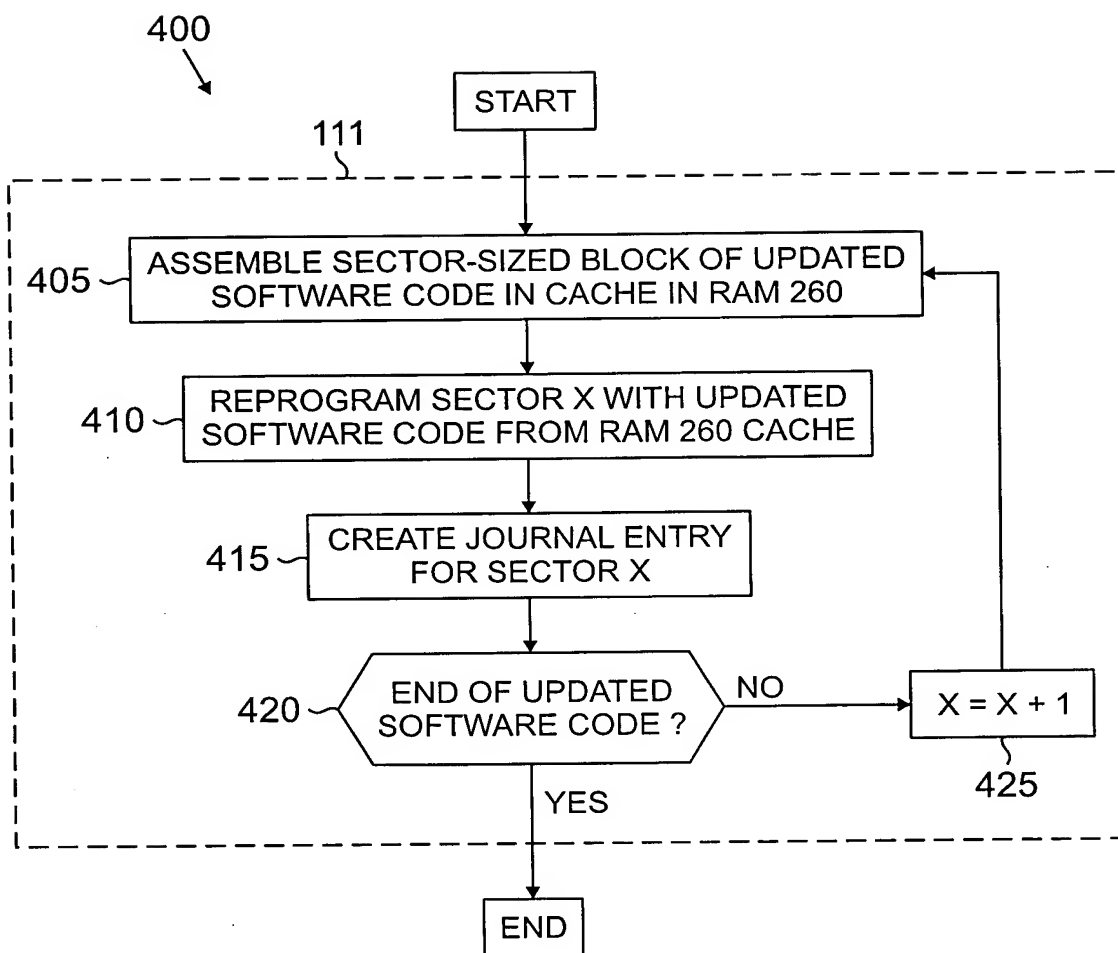 400
START
111
405
ASSEMBLE SECTOR-SIZED BLOCK OF UPDATED
SOFTWARE CODE IN CACHE IN RAM 260
410
REPROGRAM SECTOR X WITH UPDATED
SOFTWARE CODE FROM RAM 260 CACHE
415
CREATE JOURNAL ENTRY
FOR SECTOR X
420
END OF UPDATED
SOFTWARE CODE ?
NO
X = X + 1
425
YES
END